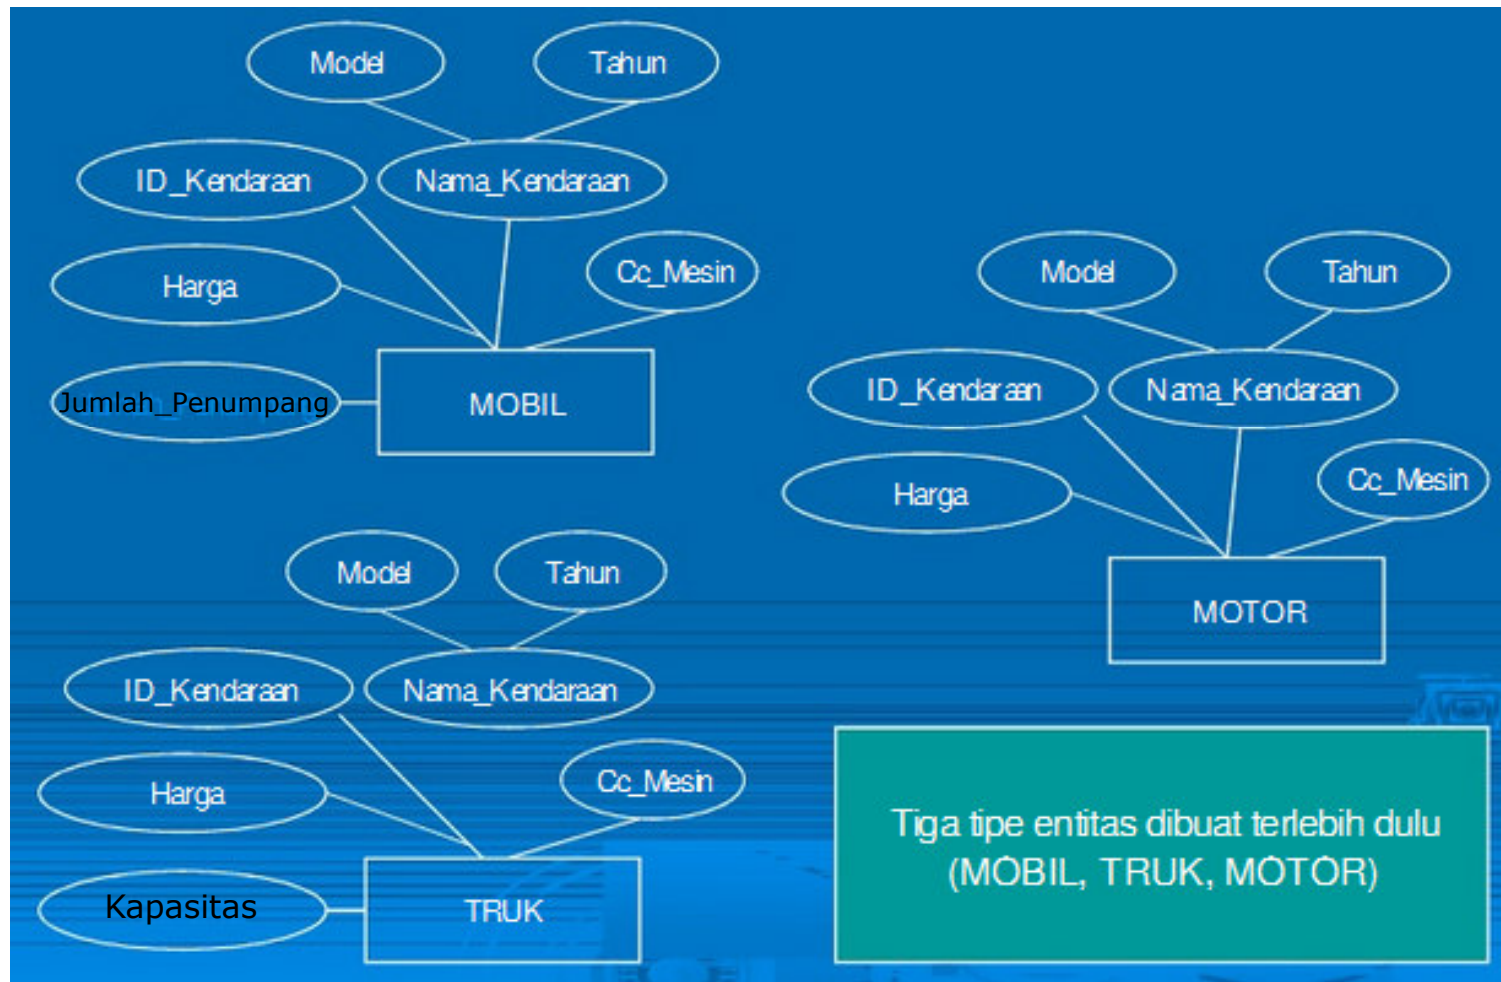 Model
Tahun
ID_Kendaraan
Nama_Kendaraan
Harga
Cc_Mesin
Jumlah_Penumpang
MOBIL
Model
Tahun
ID_Kendaraan
Nama_Kendaraan
Harga
Cc_Mesin
MOTOR
Model
Tahun
ID_Kendaraan
Nama_Kendaraan
Harga
Cc_Mesin
Kapasitas
TRUK
Tiga tipe entitas dibuat terlebih dulu
(MOBIL, TRUK, MOTOR)